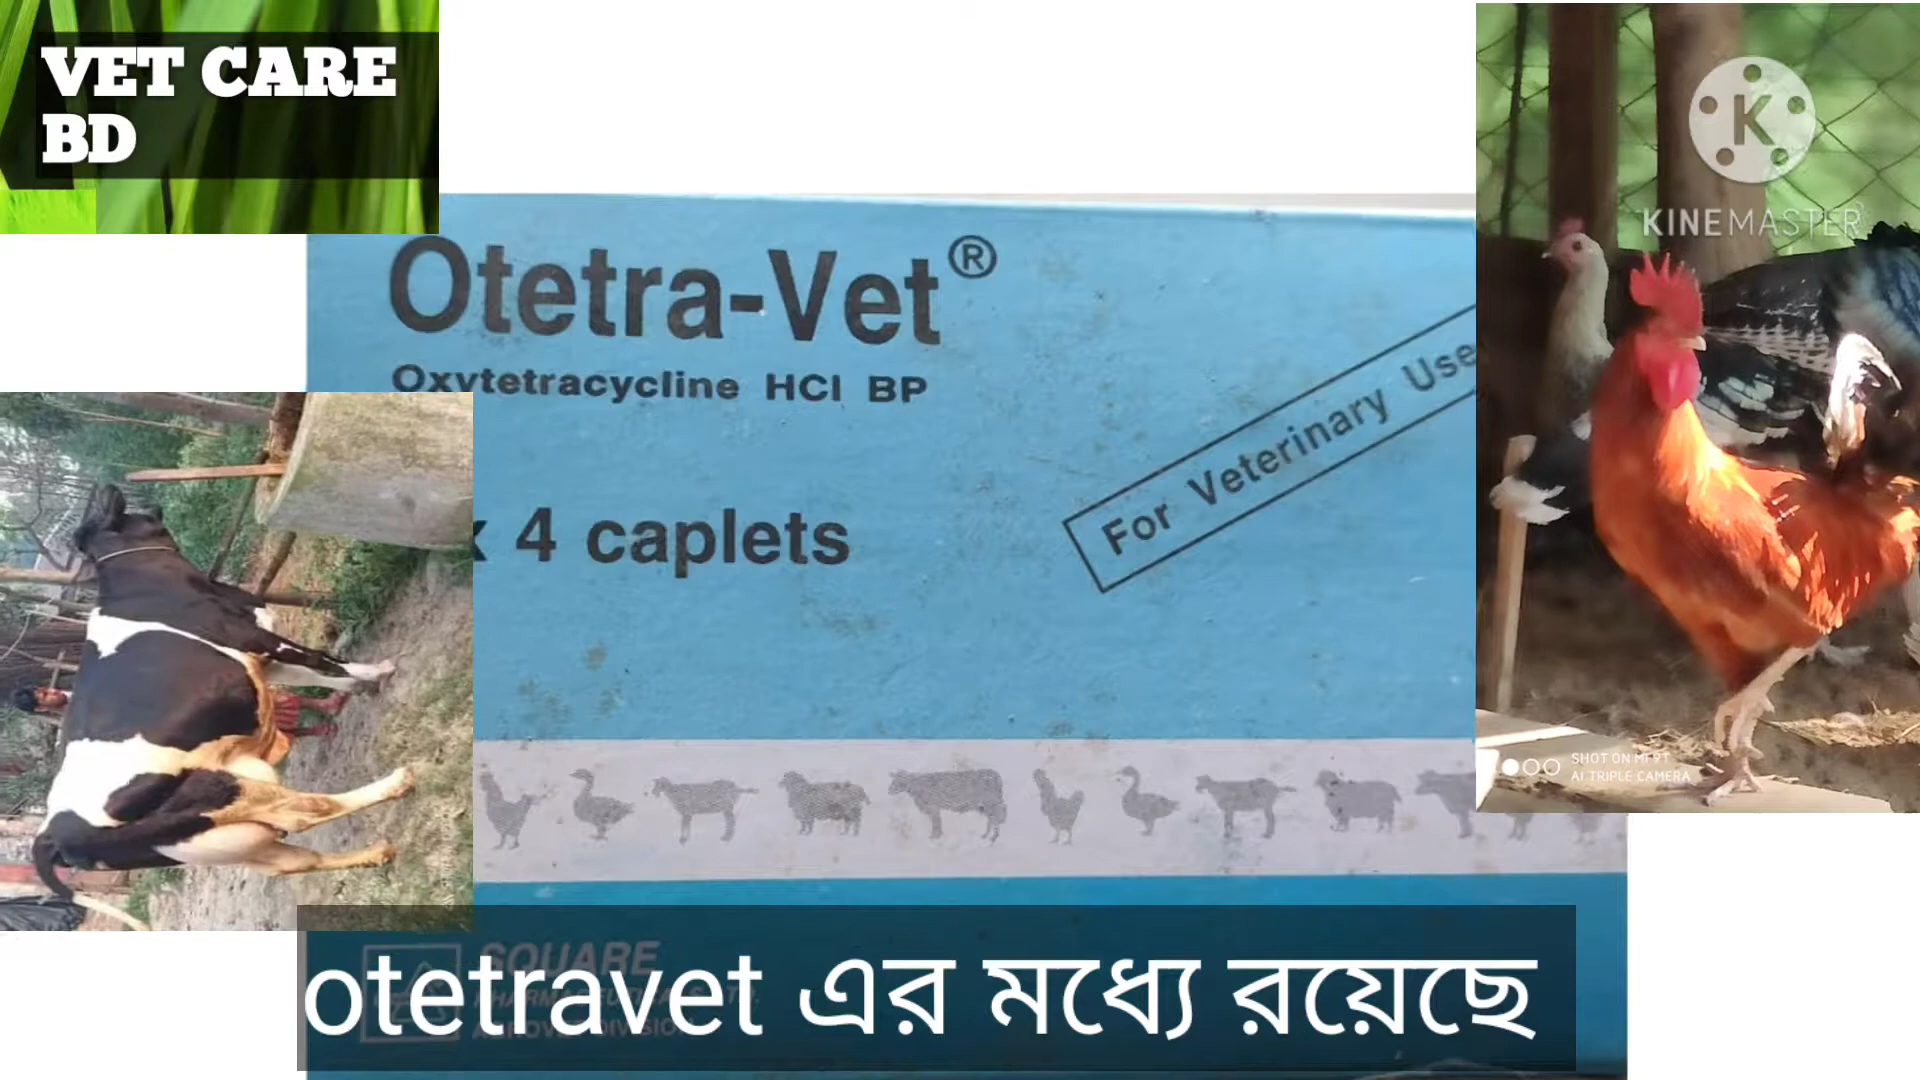 VET CARE
BD
K
KINEMASTER
Otetra-Vet®
Oxytetracycline HCl BP
For Veterinary Use
x 4 caplets
SHOT ON MI 9T
AI TRIPLE CAMERA
SQUARE
otetravet এর মধ্যে রয়েছে